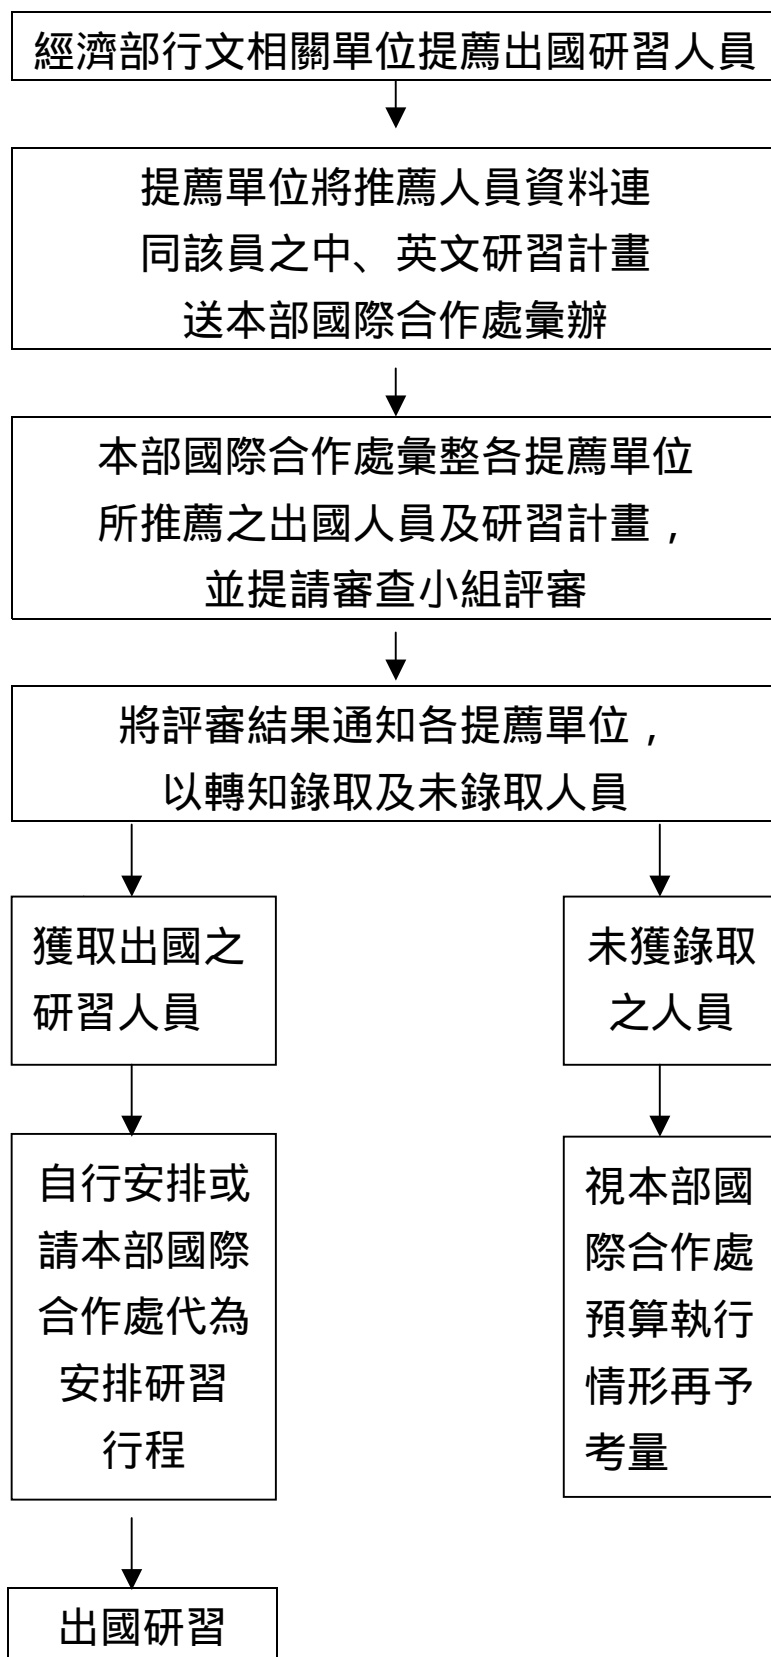 經濟部行文相關單位提薦出國研習人員
提薦單位將推薦人員資料連
同該員之中、英文研習計畫
送本部國際合作處彙辦
本部國際合作處彙整各提薦單位
所推薦之出國人員及研習計畫，
並提請審查小組評審
將評審結果通知各提薦單位，
以轉知錄取及未錄取人員
獲取出國之
研習人員
未獲錄取
之人員
自行安排或
請本部國際
合作處代為
安排研習
行程
視本部國
際合作處
預算執行
情形再予
考量
出國研習